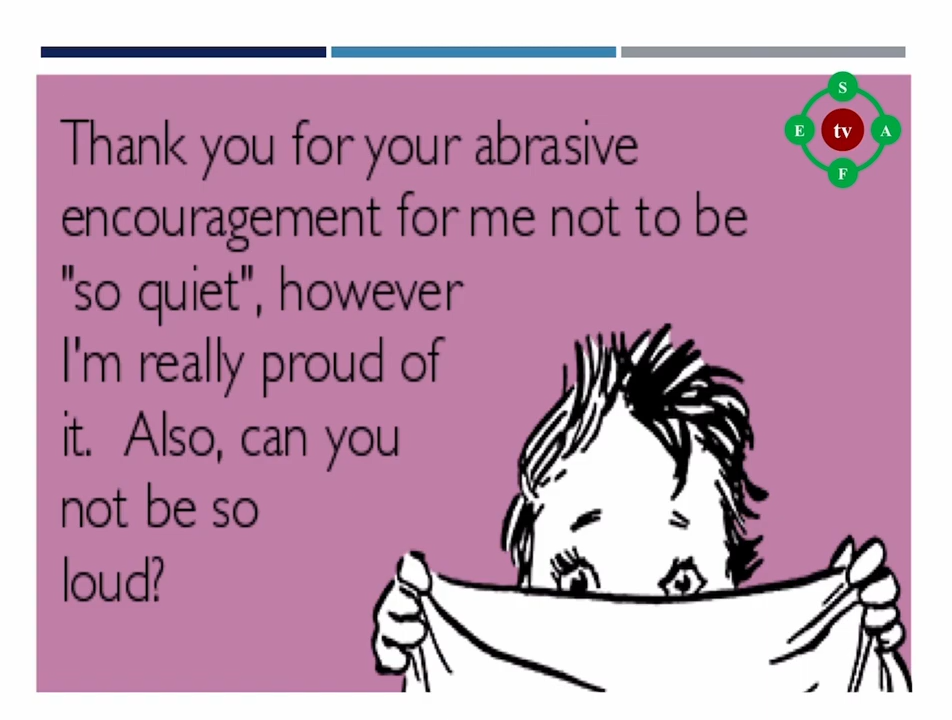 Thank you for your abrasive
encouragement for me not to be
"so quiet", however
I'm really proud of
it.  Also, can you
not be so
loud?
S
E tv A
F